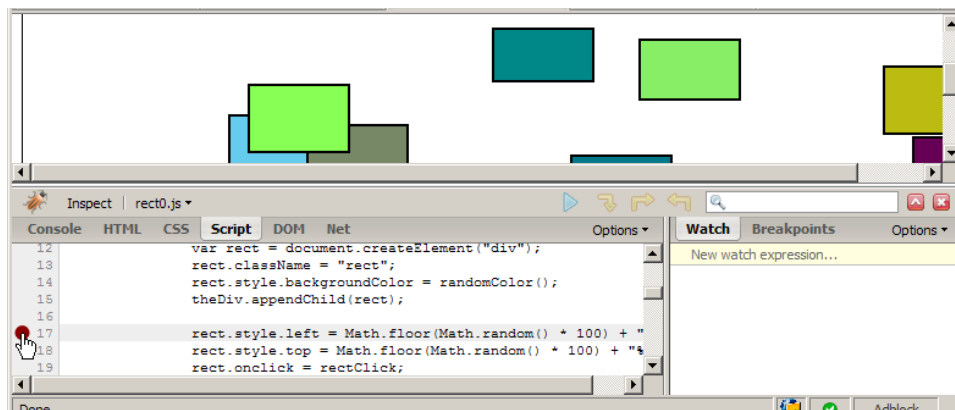 Inspect | rect0.js
Console HTML CSS Script DOM Net Options Watch Breakpoints Options
New watch expression...
12 var rect = document.createElement("div");
13 rect.className = "rect";
14 rect.style.backgroundColor = randomColor();
15 theDiv.appendChild(rect);
16
17 rect.style.left = Math.floor(Math.random() * 100) + "
18 rect.style.top = Math.floor(Math.random() * 100) + "%
19 rect.onclick = rectClick;
Done Adblock